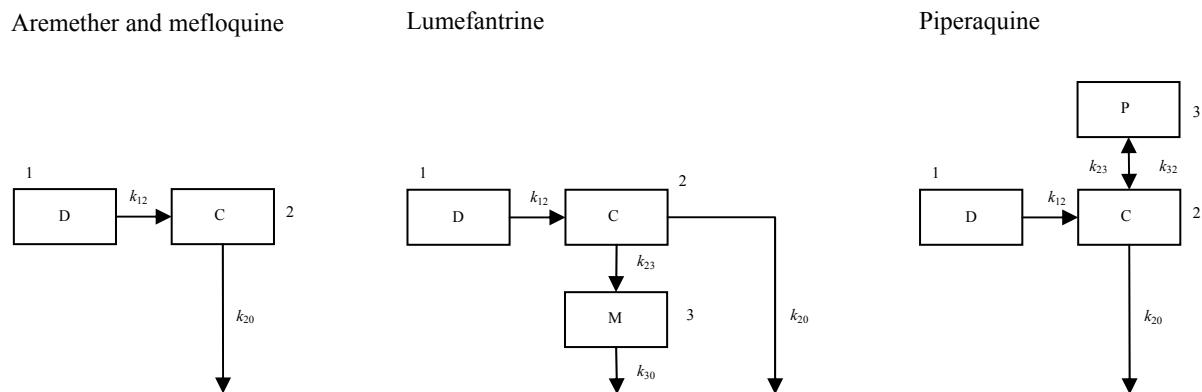 Aremether and mefloquine
1
D
k12
C
2
k20
Lumefantrine
1
D
k12
C
2
k23
M
3
k30
k20
Piperaquine
P
3
k23
k32
1
D
k12
C
2
k20